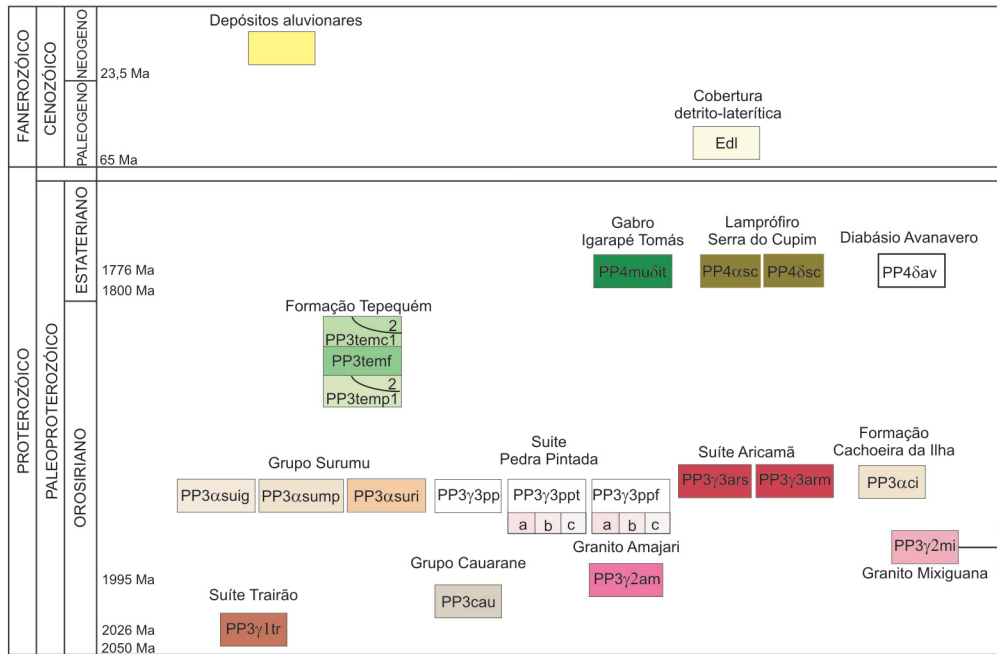 FANEROZÓICO
CENOZÓICO
NEOGENO
PALEOGENO
23,5 Ma
65 Ma
Depósitos aluvionares
Cobertura
detrito-laterítica
Edl
PROTEROZÓICO
PALEOPROTEROZÓICO
ESTATERIANO
OROSIRIANO
1776 Ma
1800 Ma
1995 Ma
2026 Ma
2050 Ma
Gabro
Igarapé Tomás
PP4muδit
Lamprófiro
Serra do Cupim
PP4αsc PP4δsc
Diabásio Avanavero
PP4δav
Formação Tepequém
2
PP3temc1
PP3temf
2
PP3temp1
Grupo Surumu
PP3αsuig PP3αsump PP3αsuri
Suite
Pedra Pintada
PP3γ3pp PP3γ3ppt PP3γ3ppf
a b c a b c
Suíte Aricamã
PP3γ3ars PP3γ3arm
Formação
Cachoeira da Ilha
PP3αci
PP3γ2mi
Granito Mixiguana
Granito Amajari
PP3γ2am
Grupo Cauarane
PP3cau
Suíte Trairão
PP3γ1tr